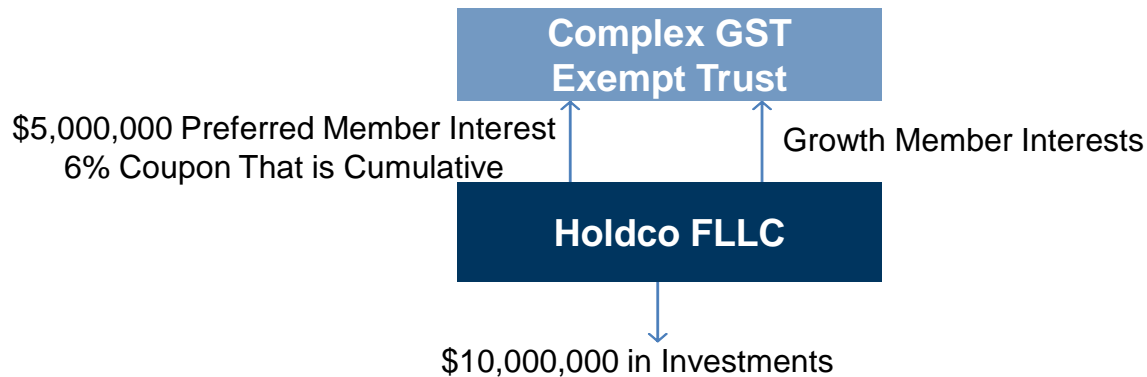 Complex GST
Exempt Trust
$5,000,000 Preferred Member Interest
6% Coupon That is Cumulative
Growth Member Interests
Holdco FLLC
$10,000,000 in Investments